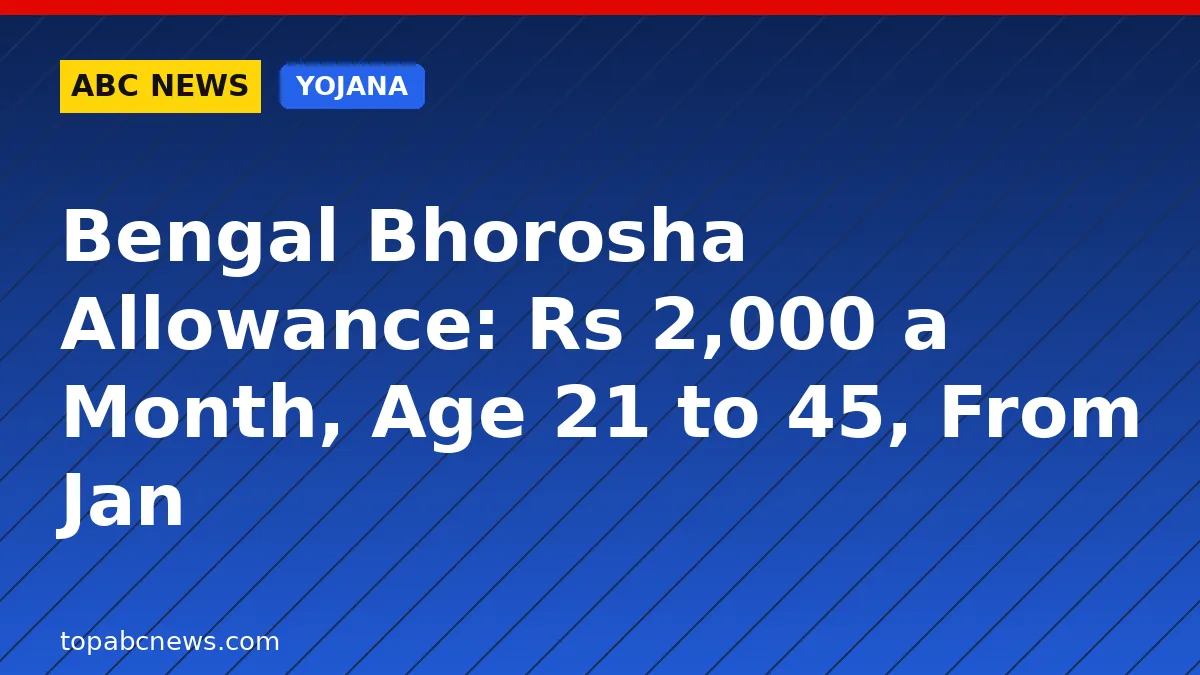 ABC NEWS YOJANA
Bengal Bhorosha
Allowance: Rs 2,000 a
Month, Age 21 to 45, From
Jan
topabcnews.com